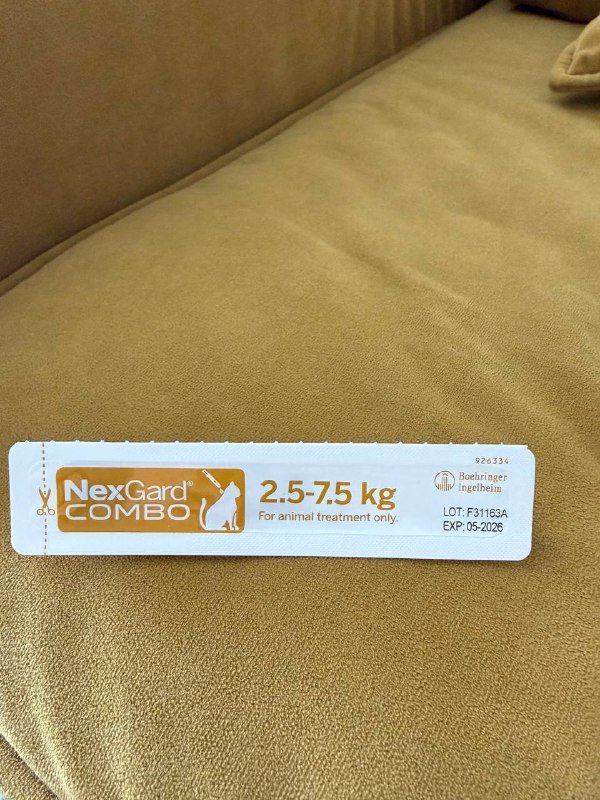 926334
NexGard®
COMBO
2.5-7.5 kg
For animal treatment only.
Boehringer
Ingelheim
LOT: F31163A
EXP: 05-2026